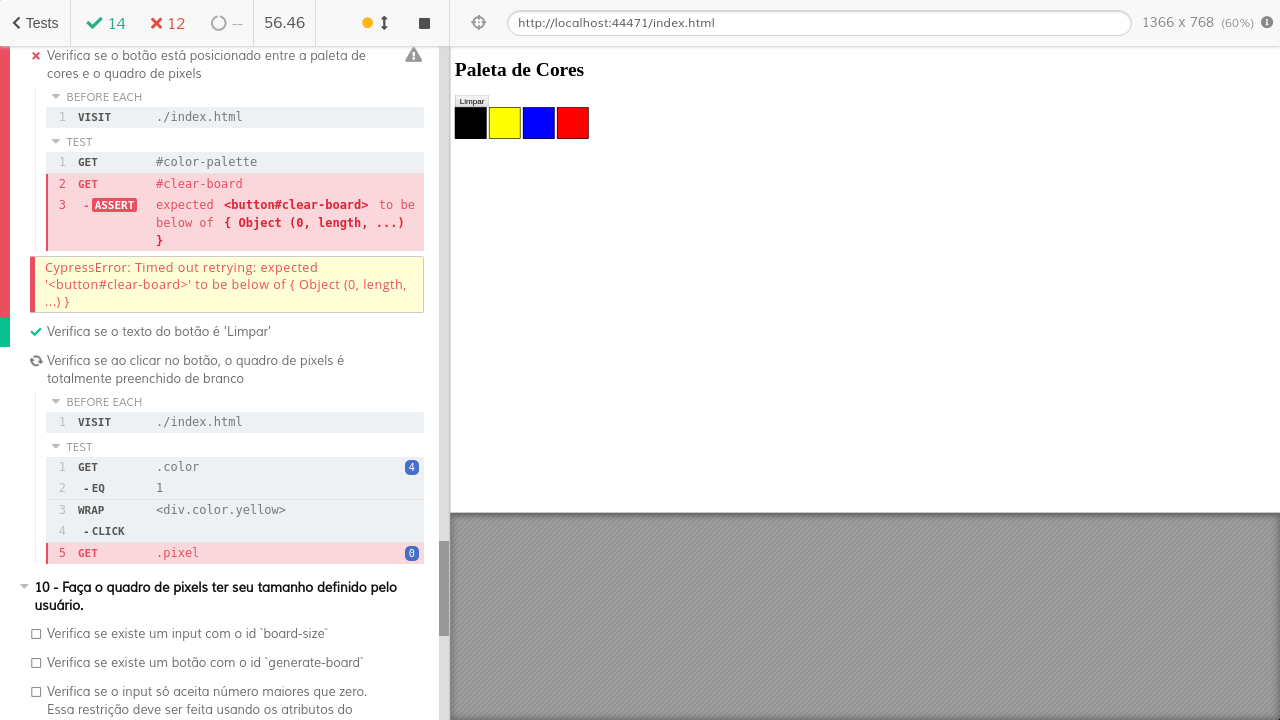 Tests 14 12 -- 56.46 http://localhost:44471/index.html 1366 x 768 (60%)
Verifica se o botão está posicionado entre a paleta de
cores e o quadro de pixels
BEFORE EACH
1 VISIT ./index.html
TEST
1 GET #color-palette
2 GET #clear-board
3 - ASSERT expected <button#clear-board> to be
below of { Object (0, length, ...)
}
CypressError: Timed out retrying: expected
'<button#clear-board>' to be below of { Object (0, length,
...) }
Verifica se o texto do botão é 'Limpar'
Verifica se ao clicar no botão, o quadro de pixels é
totalmente preenchido de branco
BEFORE EACH
1 VISIT ./index.html
TEST
1 GET .color 4
2 - EQ 1
3 WRAP <div.color.yellow>
4 - CLICK
5 GET .pixel 0
10 - Faça o quadro de pixels ter seu tamanho definido pelo
usuário.
Verifica se existe um input com o id `board-size`
Verifica se existe um botão com o id `generate-board`
Verifica se o input só aceita número maiores que zero.
Essa restrição deve ser feita usando os atributos do
Paleta de Cores
Limpar